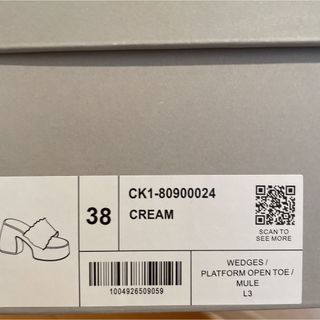 38
CK1-80900024
CREAM
SCAN TO
SEE MORE
1004926509059
WEDGES /
PLATFORM OPEN TOE /
MULE
L3